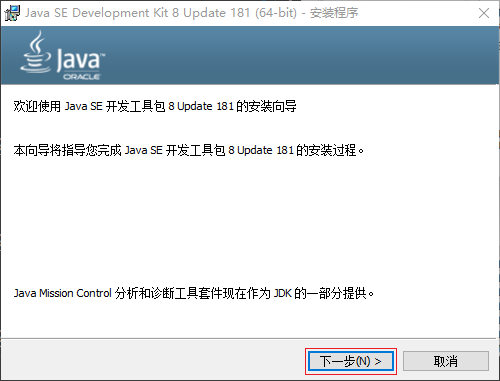 Java SE Development Kit 8 Update 181 (64-bit) - 安装程序
Java
ORACLE
欢迎使用 Java SE 开发工具包 8 Update 181 的安装向导
本向导将指导您完成 Java SE 开发工具包 8 Update 181 的安装过程。
Java Mission Control 分析和诊断工具套件现在作为 JDK 的一部分提供。
下一步(N) > 取消